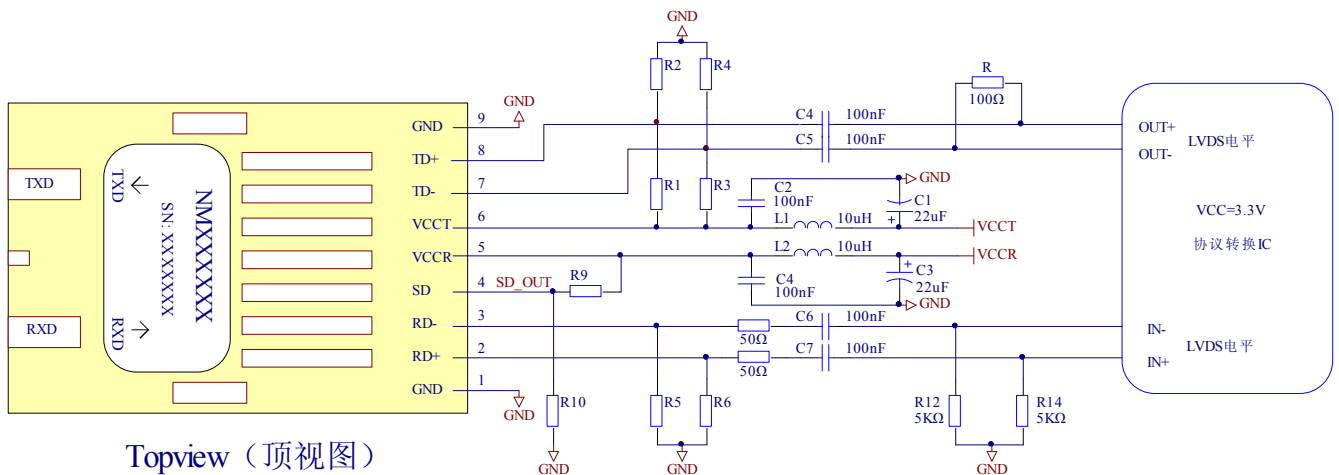 GND
R2
R4
R
100Ω
GND
GND
9
C4
100nF
OUT+
LVDS电平
TD+
8
C5
100nF
OUT-
TXD
TXD
NMXXXXXX
SN: XXXXXXX
RXD
RXD
TD-
7
R1
R3
C2
100nF
GND
C1
22uF
VCCT
6
L1
10uH
VCCT
VCC=3.3V
VCCR
5
L2
10uH
VCCR
协议转换IC
SD
4
SD_OUT
R9
C4
100nF
C3
22uF
GND
RD-
3
50Ω
C6
100nF
IN-
RD+
2
50Ω
C7
100nF
IN+
LVDS电平
GND
1
GND
R10
R5
R6
R12
5KΩ
R14
5KΩ
GND
GND
GND
Topview（顶视图）